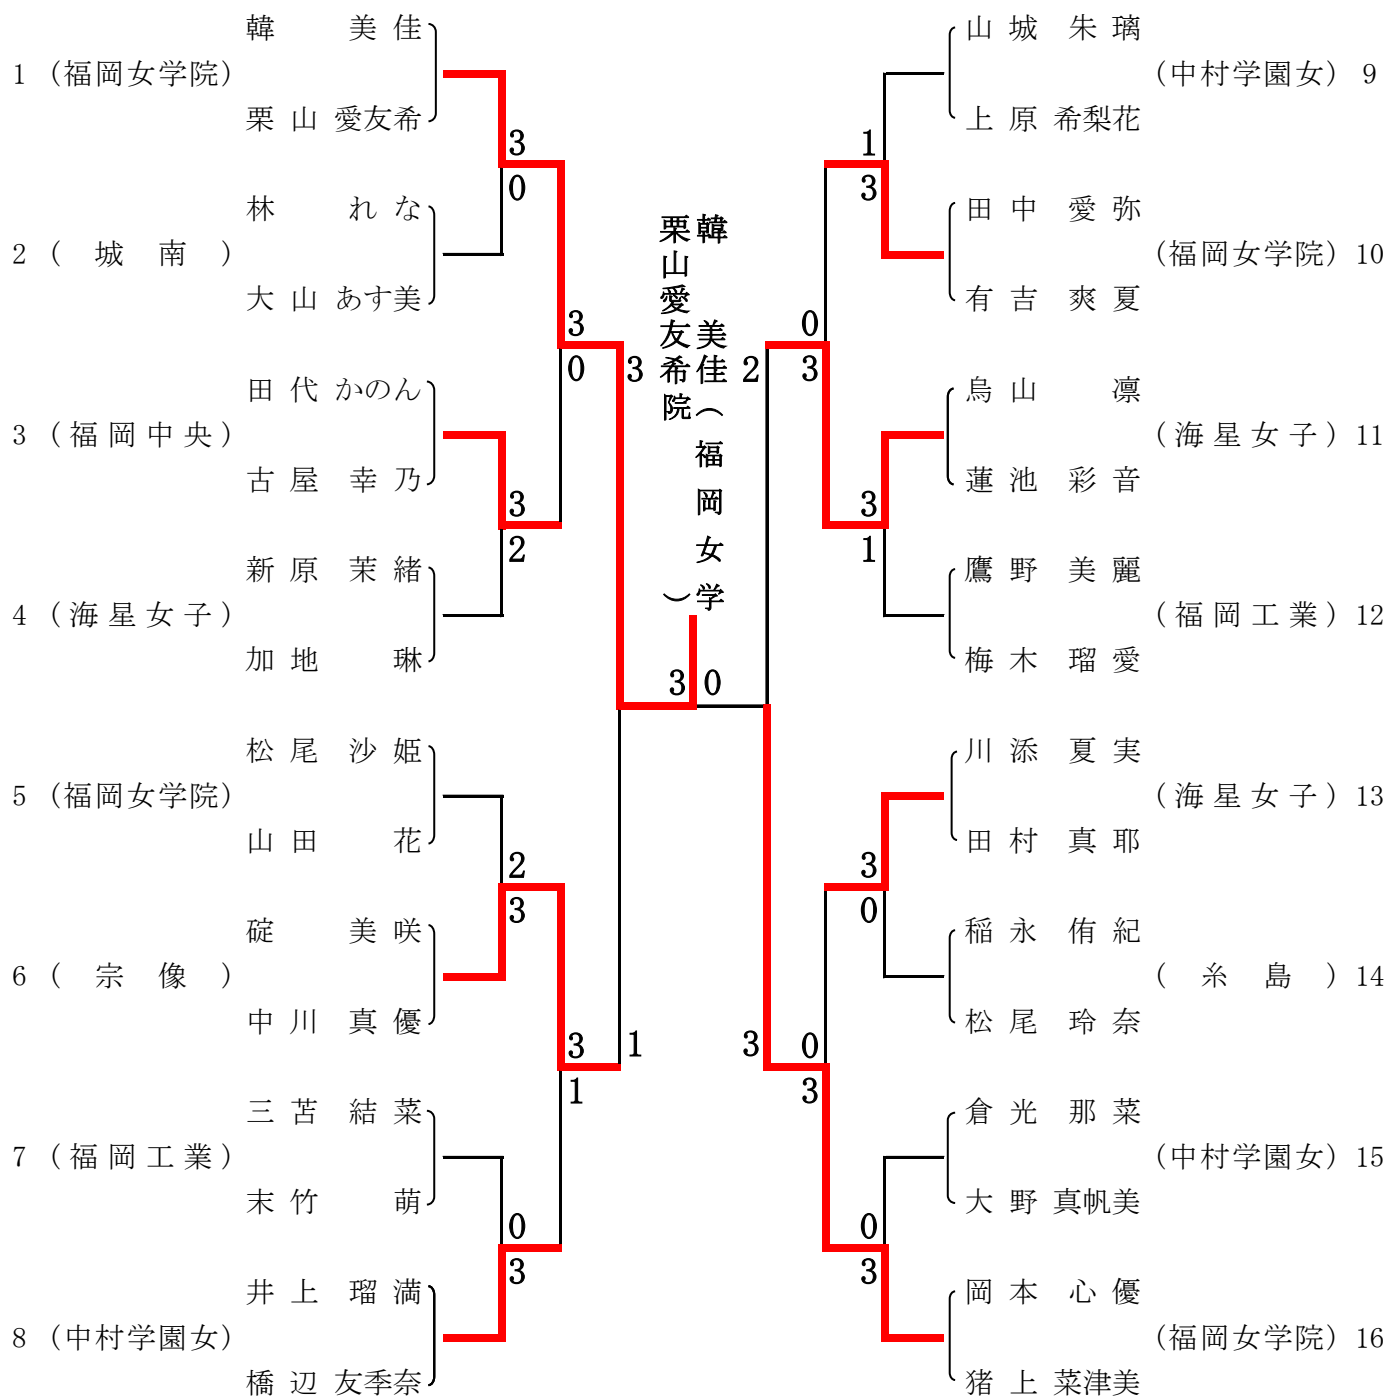 韓 美 佳
1 (福岡女学院)
栗 山 愛友希
3
0
林 れ な
2 ( 城 南 )
大 山 あす美
3
0
田 代 かのん
3 (福 岡 中 央)
古 屋 幸 乃
3
2
新 原 茉 緒
4 (海 星 女 子)
加 地 琳
3
松 尾 沙 姫
5 (福岡女学院)
山 田 花
2
3
碇 美 咲
6 ( 宗 像 )
中 川 真 優
3
1
1
三 苫 結 菜
7 (福 岡 工 業)
末 竹 萌
0
3
井 上 瑠 満
8 (中村学園女)
橋 辺 友季奈
韓 美佳(福岡女学
栗山愛友希院)
3 0
山 城 朱 璃
(中村学園女) 9
上 原 希梨花
1
3
田 中 愛 弥
(福岡女学院) 10
有 吉 爽 夏
0
3
2
烏 山 凛
(海 星 女 子) 11
蓮 池 彩 音
3
1
鷹 野 美 麗
(福 岡 工 業) 12
梅 木 瑠 愛
川 添 夏 実
(海 星 女 子) 13
田 村 真 耶
3
0
稲 永 侑 紀
( 糸 島 ) 14
松 尾 玲 奈
3
0
3
倉 光 那 菜
(中村学園女) 15
大 野 真帆美
0
3
岡 本 心 優
(福岡女学院) 16
猪 上 菜津美